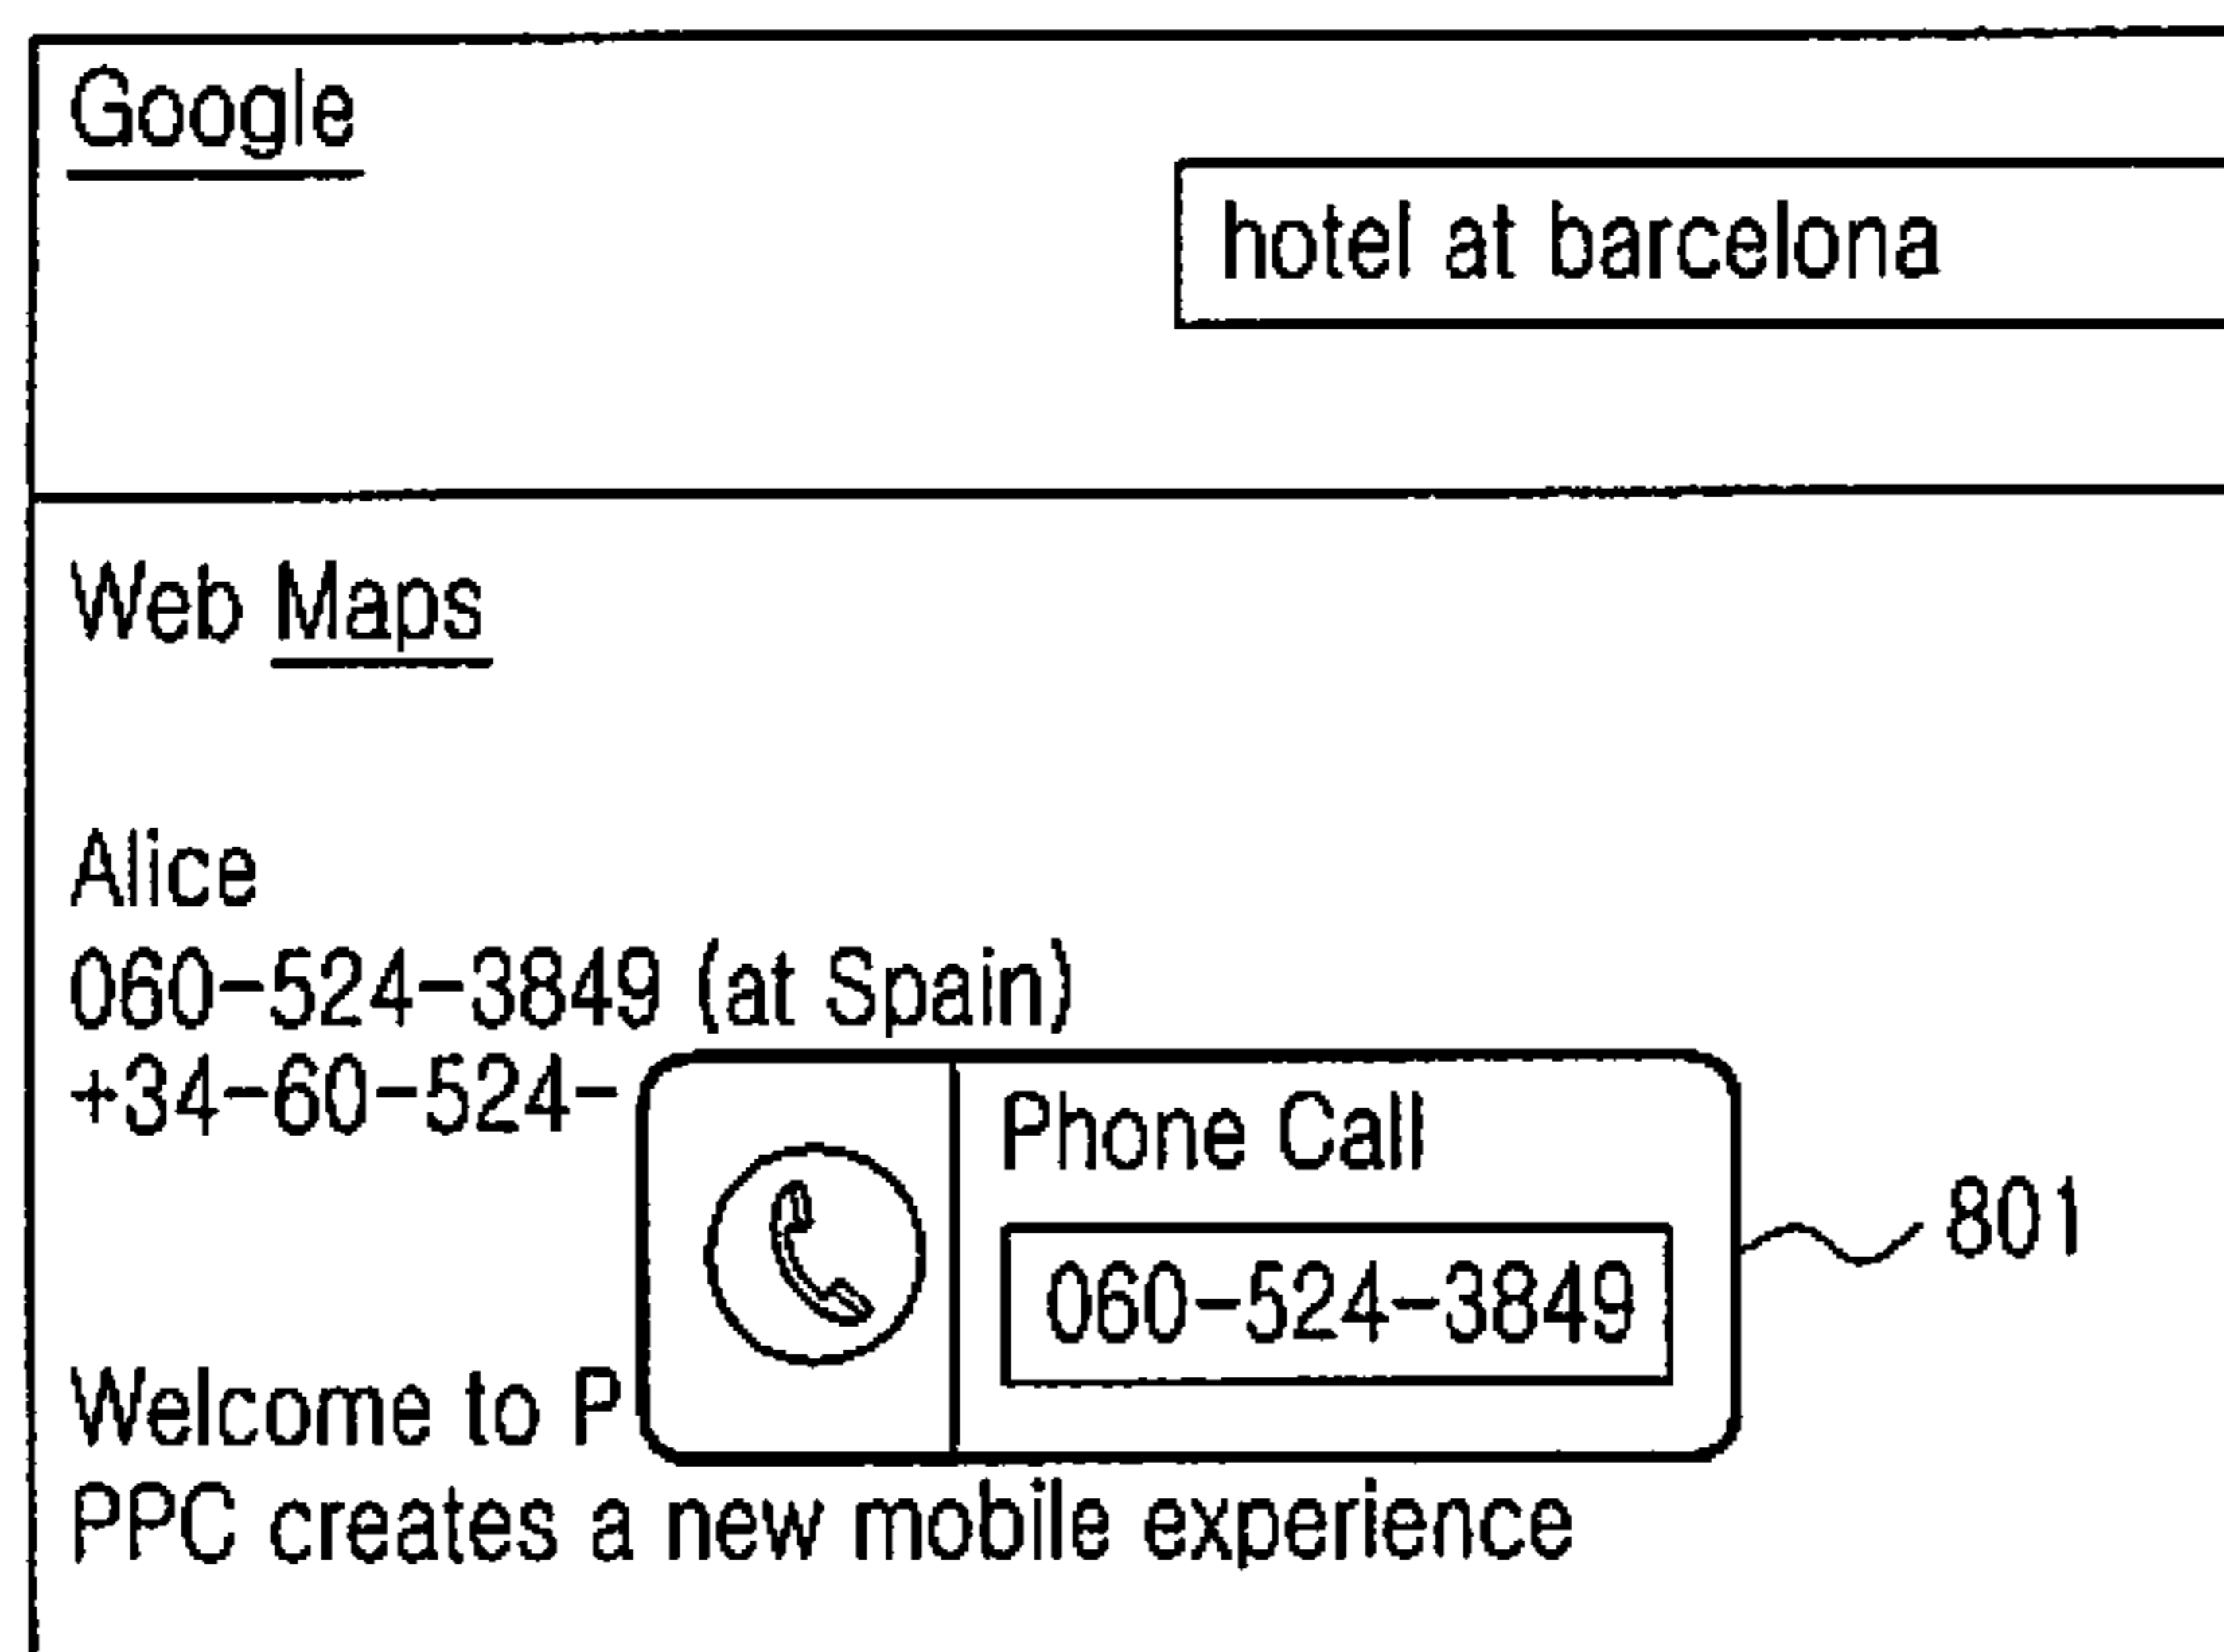 Google
hotel at barcelona
Web Maps
Alice
060-524-3849 (at Spain)
+34-60-524-
Phone Call
060-524-3849
801
Welcome to P
PPC creates a new mobile experience